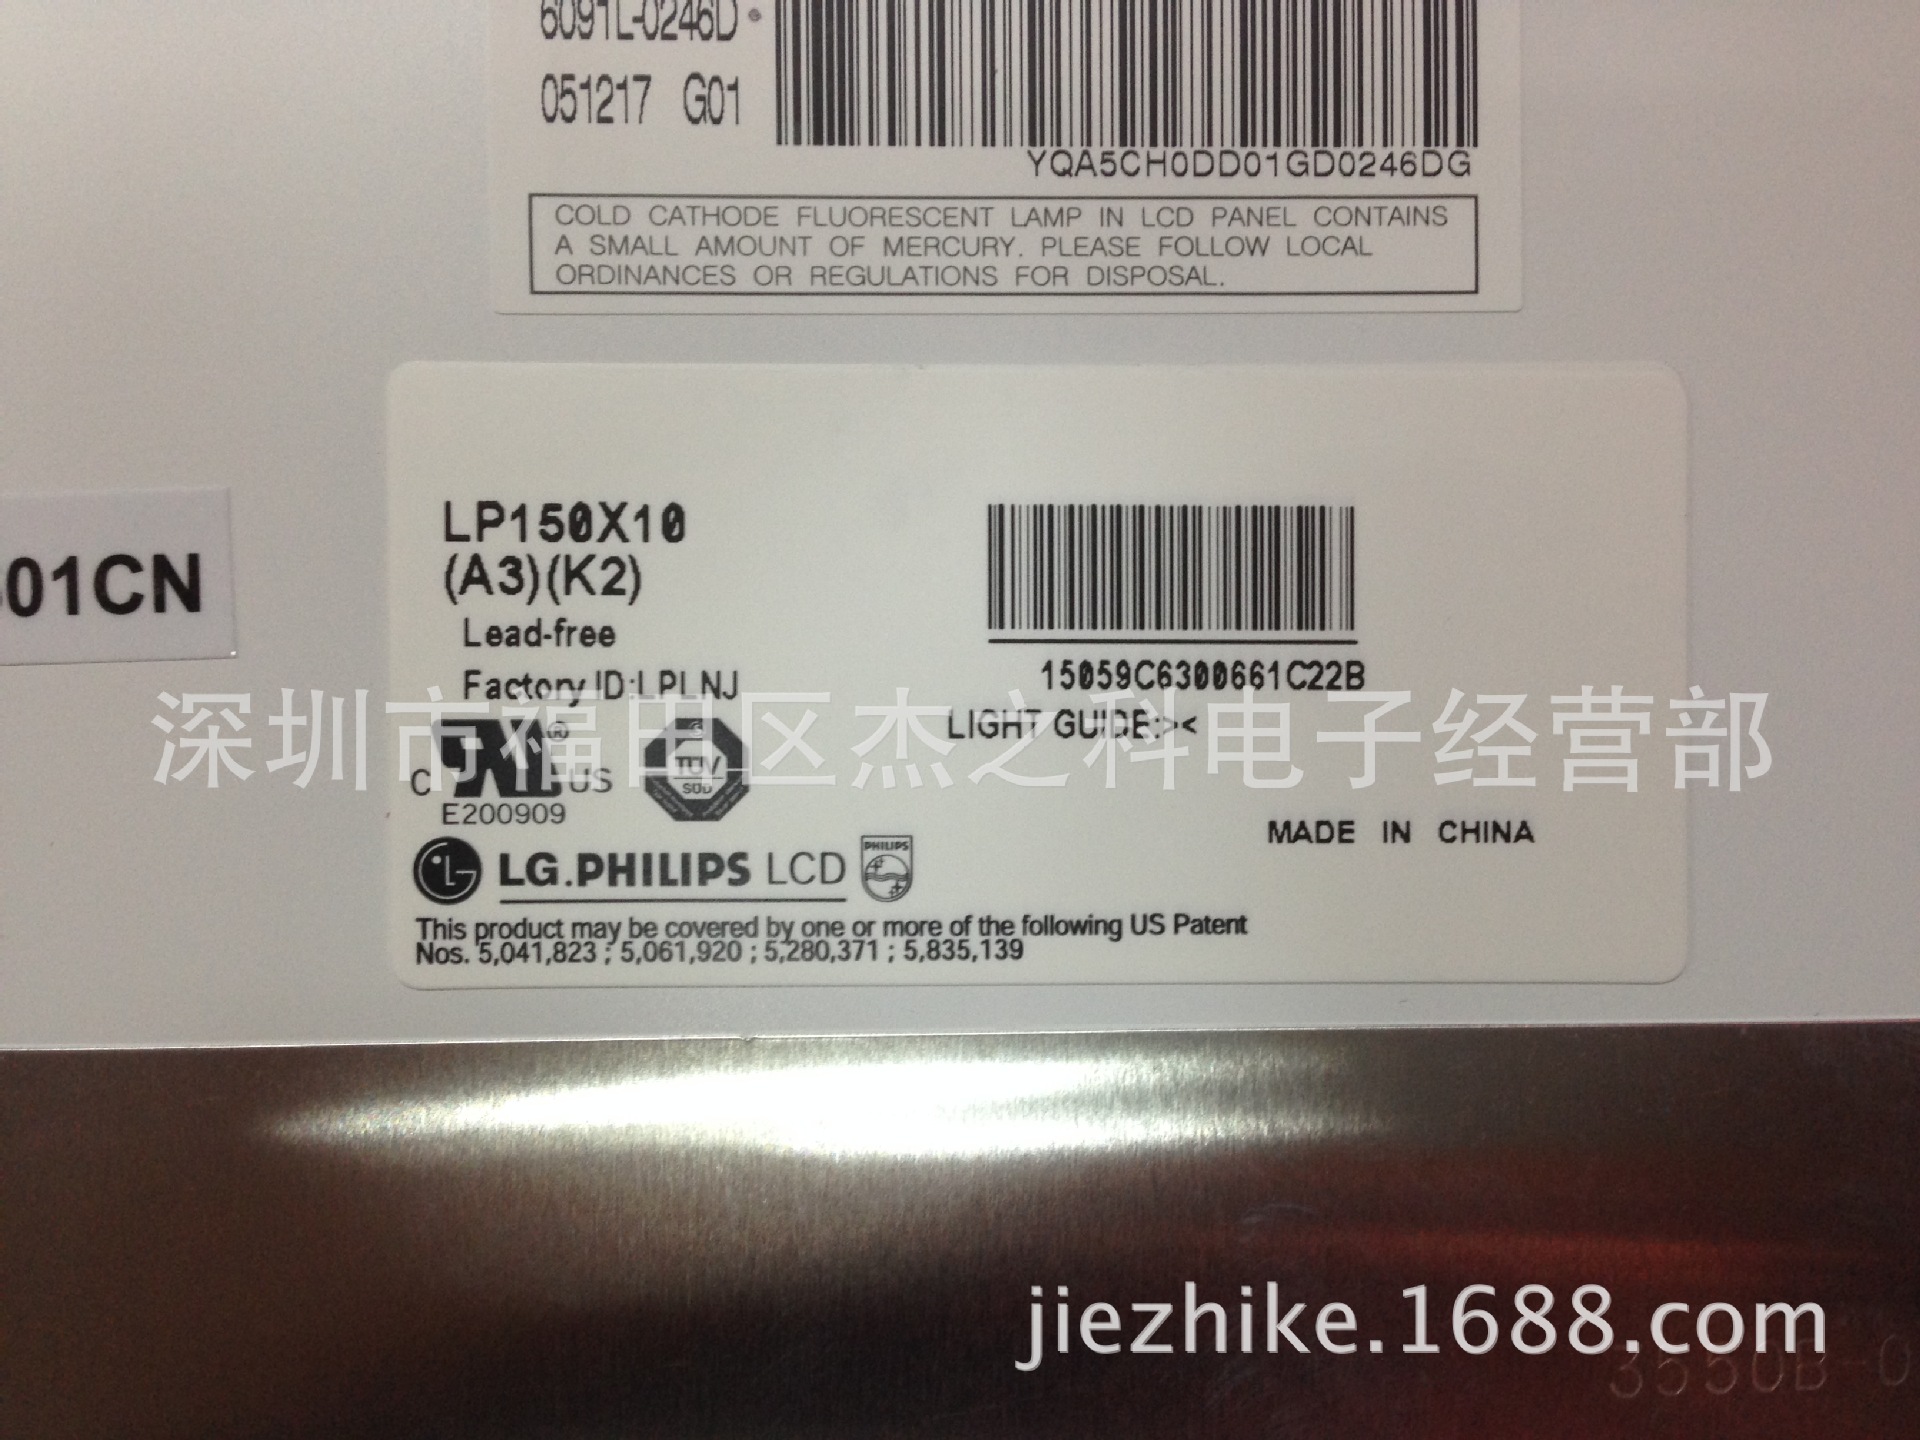 6091L-0246D
051217 G01
YQA5CH0DD01GD0246DG
COLD CATHODE FLUORESCENT LAMP IN LCD PANEL CONTAINS
A SMALL AMOUNT OF MERCURY. PLEASE FOLLOW LOCAL
ORDINANCES OR REGULATIONS FOR DISPOSAL.
01CN
LP150X10
(A3)(K2)
Lead-free
Factory ID:LPLNJ
15059C6300661C22B
LIGHT GUIDE:><
深圳市福田区杰之科电子经营部
C ® US
E200909
TUV
SUD
MADE IN CHINA
LG.PHILIPS LCD
PHILIPS
This product may be covered by one or more of the following US Patent
Nos. 5,041,823 ; 5,061,920 ; 5,280,371 ; 5,835,139
jiezhike.1688.com
3550B-0